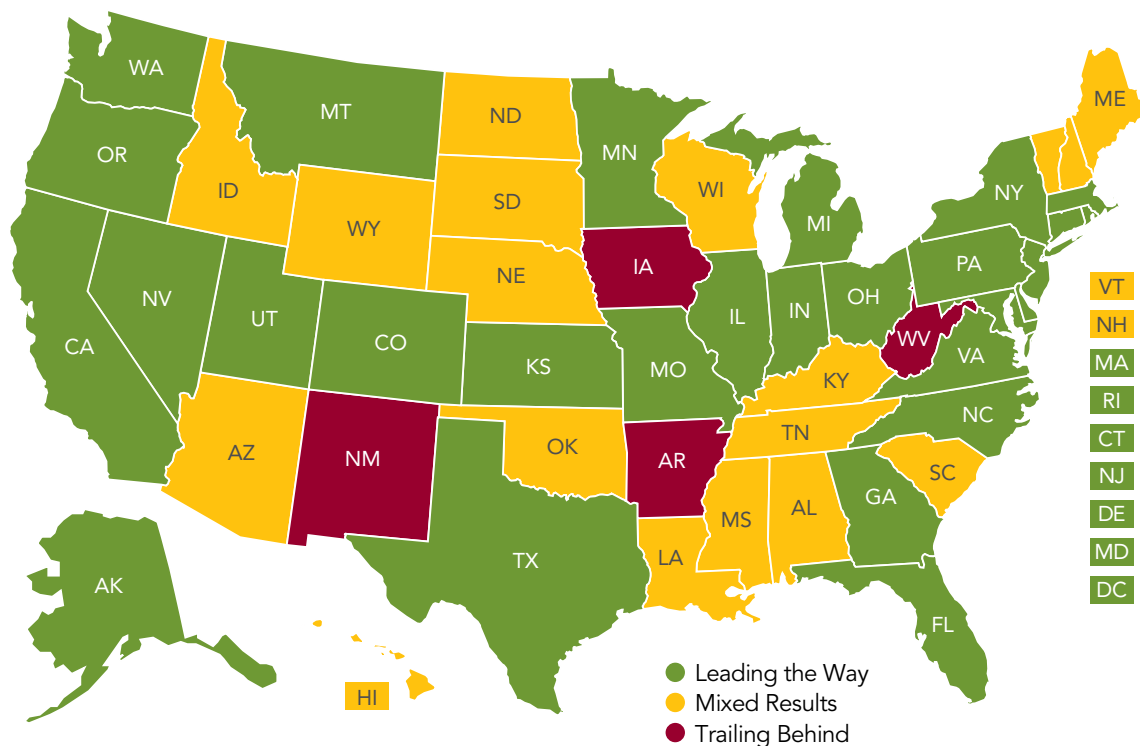 WA
MT
ND
ME
OR
MN
ID
WI
SD
NY
WY
MI
IA
PA
NE
VT
NV
OH
UT
IL
IN
NH
CA
CO
WV
VA
MA
KS
MO
KY
RI
NC
TN
CT
AZ
OK
NM
AR
SC
NJ
GA
MS
AL
DE
LA
TX
MD
AK
DC
FL
HI
Leading the Way
Mixed Results
Trailing Behind